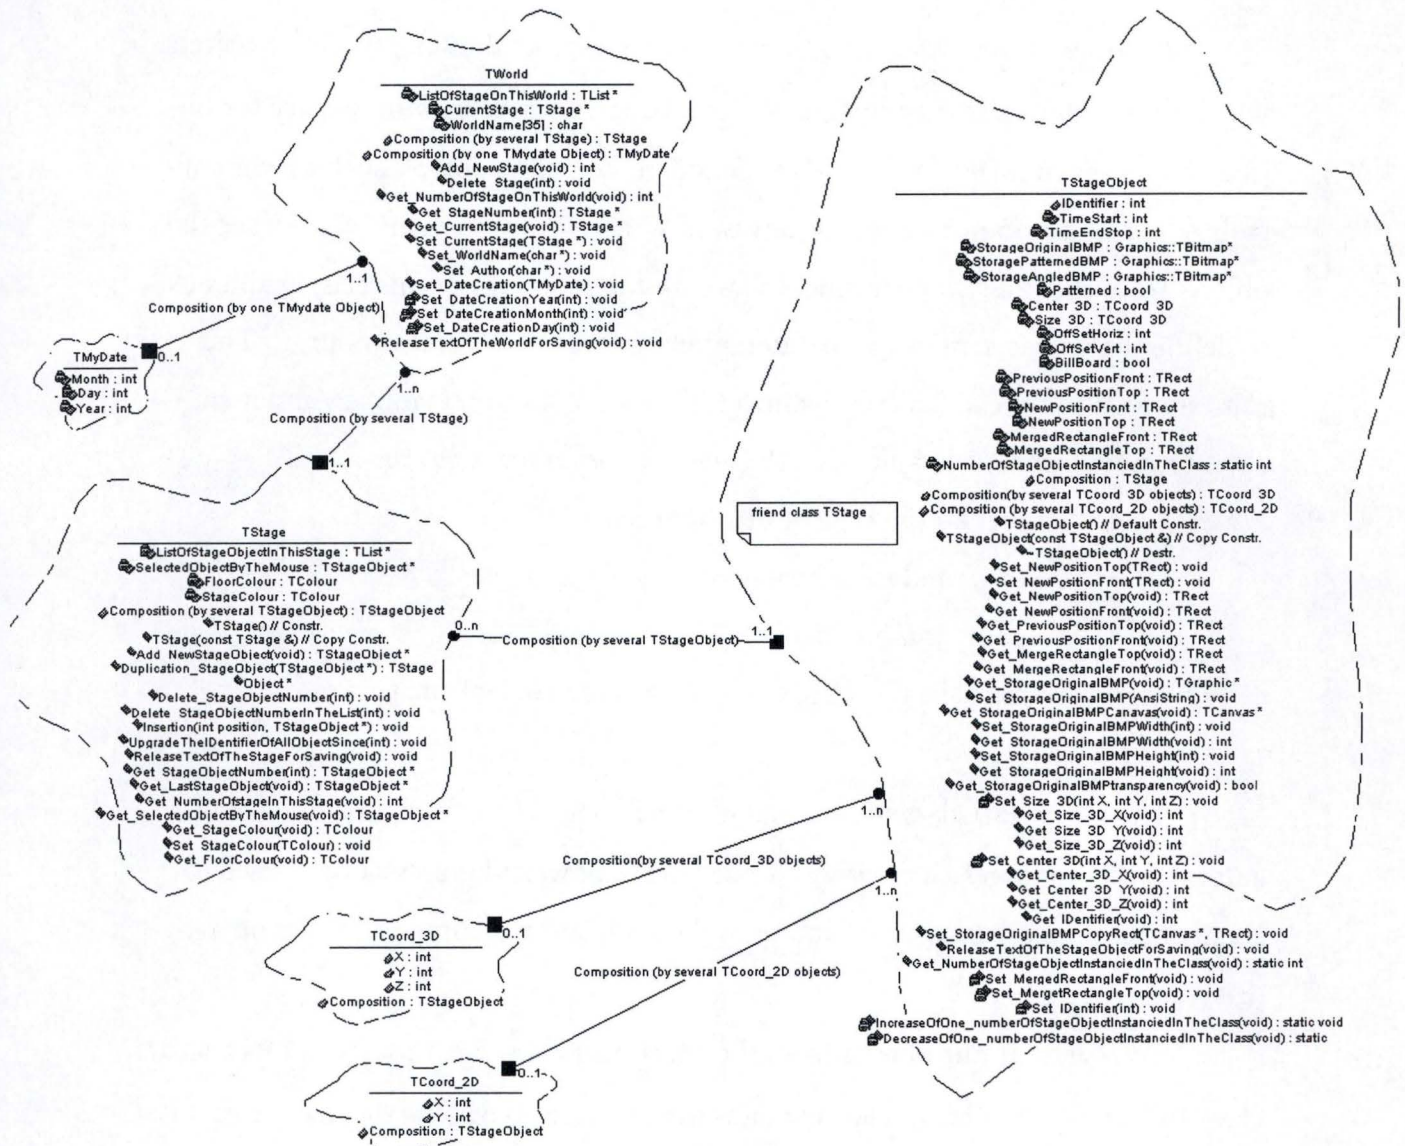 TWorld
ListOfStageOnThisWorld : TList*
CurrentStage : TStage*
WorldName[35] : char
Composition (by several TStage) : TStage
Composition (by one TMydate Object) : TMyDate
Add_NewStage(void) : int
Delete_Stage(int) : void
Get_NumberOfStageOnThisWorld(void) : int
Get_StageNumber(int) : TStage*
Get_CurrentStage(void) : TStage*
Set_CurrentStage(TStage*) : void
Set_WorldName(char*) : void
Set_Author(char*) : void
Set_DateCreation(TMyDate) : void
Set_DateCreationYear(int) : void
Set_DateCreationMonth(int) : void
Set_DateCreationDay(int) : void
ReleaseTextOfTheWorldForSaving(void) : void
1..1
Composition (by one TMydate Object)
0..1
TMyDate
Month : int
Day : int
Year : int
1..n
Composition (by several TStage)
1..1
TStage
ListOfStageObjectInThisStage : TList*
SelectedObjectByTheMouse : TStageObject*
FloorColour : TColour
StageColour : TColour
Composition (by several TStageObject) : TStageObject
TStage() // Constr.
TStage(const TStage &) // Copy Constr.
Add_NewStageObject(void) : TStageObject*
Duplication_StageObject(TStageObject*) : TStage
Object*
Delete_StageObjectNumber(int) : void
Delete_StageObjectNumberInTheList(int) : void
Insertion(int position, TStageObject*) : void
UpgradeTheIDentifierOfAllObjectSince(int) : void
ReleaseTextOfTheStageForSaving(void) : void
Get_StageObjectNumber(int) : TStageObject*
Get_LastStageObject(void) : TStageObject*
Get_NumberOfstageInThisStage(void) : int
Get_SelectedObjectByTheMouse(void) : TStageObject*
Get_StageColour(void) : TColour
Set_StageColour(TColour) : void
Get_FloorColour(void) : TColour
0..n
Composition (by several TStageObject)
1..1
friend class TStage
TStageObject
IDentifier : int
TimeStart : int
TimeEndStop : int
StorageOriginalBMP : Graphics::TBitmap*
StoragePatternedBMP : Graphics::TBitmap*
StorageAngledBMP : Graphics::TBitmap*
Patterned : bool
Center_3D : TCoord_3D
Size_3D : TCoord_3D
OffSetHoriz : int
OffSetVert : int
BillBoard : bool
PreviousPositionFront : TRect
PreviousPositionTop : TRect
NewPositionFront : TRect
NewPositionTop : TRect
MergedRectangleFront : TRect
MergedRectangleTop : TRect
NumberOfStageObjectInstanciedInTheClass : static int
Composition : TStage
Composition(by several TCoord_3D objects) : TCoord_3D
Composition (by several TCoord_2D objects) : TCoord_2D
TStageObject() // Default Constr.
TStageObject(const TStageObject &) // Copy Constr.
~TStageObject() // Destr.
Set_NewPositionTop(TRect) : void
Set_NewPositionFront(TRect) : void
Get_NewPositionTop(void) : TRect
Get_NewPositionFront(void) : TRect
Get_PreviousPositionTop(void) : TRect
Get_PreviousPositionFront(void) : TRect
Get_MergeRectangleTop(void) : TRect
Get_MergeRectangleFront(void) : TRect
Get_StorageOriginalBMP(void) : TGraphic*
Set_StorageOriginalBMP(AnsiString) : void
Get_StorageOriginalBMPCanavas(void) : TCanvas*
Set_StorageOriginalBMPWidth(int) : void
Get_StorageOriginalBMPWidth(void) : int
Set_StorageOriginalBMPHeight(int) : void
Get_StorageOriginalBMPHeight(void) : int
Get_StorageOriginalBMPtransparency(void) : bool
Set_Size_3D(int X, int Y, int Z) : void
Get_Size_3D_X(void) : int
Get_Size_3D_Y(void) : int
Get_Size_3D_Z(void) : int
Set_Center_3D(int X, int Y, int Z) : void
Get_Center_3D_X(void) : int
Get_Center_3D_Y(void) : int
Get_Center_3D_Z(void) : int
Get_IDentifier(void) : int
Set_StorageOriginalBMPCopyRect(TCanvas*, TRect) : void
ReleaseTextOfTheStageObjectForSaving(void) : void
Get_NumberOfStageObjectInstanciedInTheClass(void) : static int
Set_MergedRectangleFront(void) : void
Set_MergetRectangleTop(void) : void
Set_IDentifier(int) : void
IncreaseOfOne_numberOfStageObjectInstanciedInTheClass(void) : static void
DecreaseOfOne_numberOfStageObjectInstanciedInTheClass(void) : static
1..n
Composition(by several TCoord_3D objects)
0..1
TCoord_3D
X : int
Y : int
Z : int
Composition : TStageObject
1..n
Composition (by several TCoord_2D objects)
0..1
TCoord_2D
X : int
Y : int
Composition : TStageObject